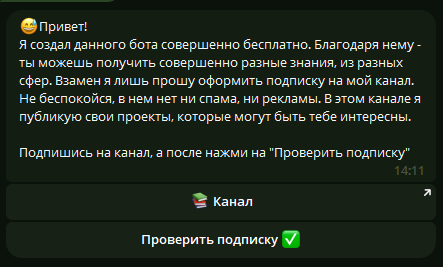 😅Привет!
Я создал данного бота совершенно бесплатно. Благодаря нему -
ты можешь получить совершенно разные знания, из разных
сфер. Взамен я лишь прошу оформить подписку на мой канал.
Не беспокойся, в нем нет ни спама, ни рекламы. В этом канале я
публикую свои проекты, которые могут быть тебе интересны.
Подпишись на канал, а после нажми на "Проверить подписку"
14:11
📚 Канал
Проверить подписку ✅